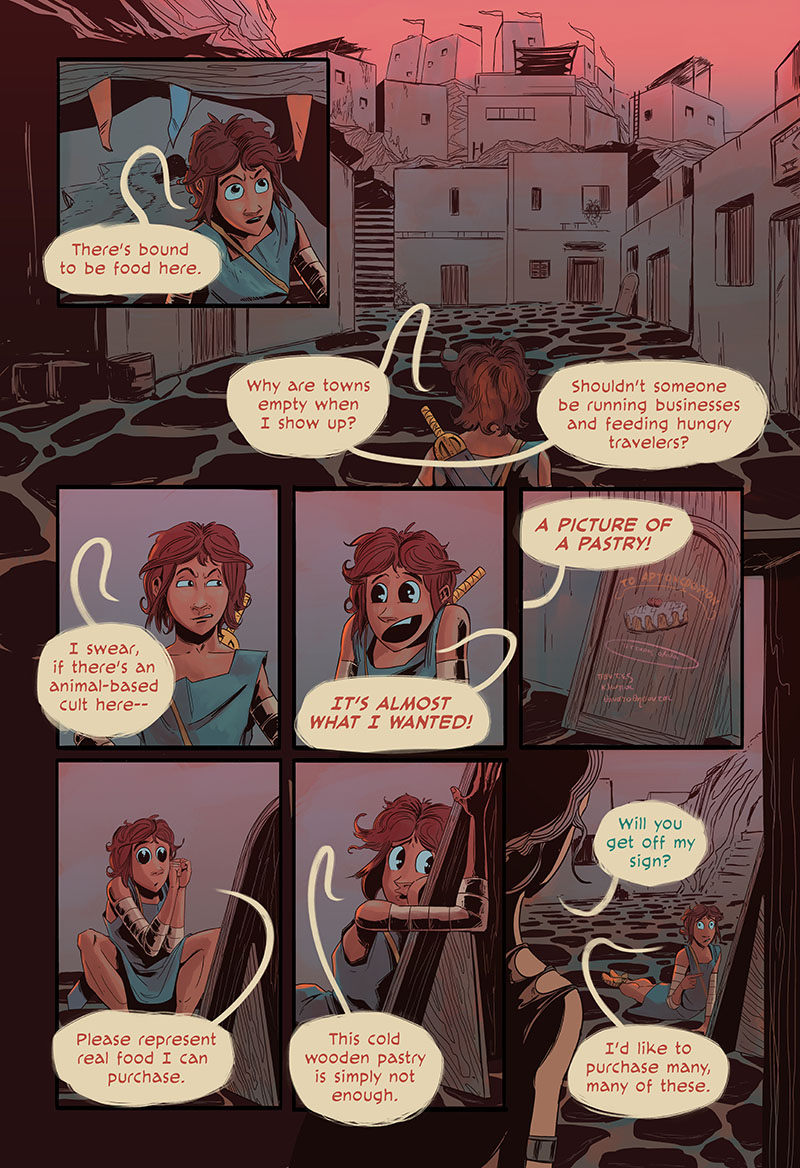 There's bound
to be food here.
Why are towns
empty when
I show up?
Shouldn't someone
be running businesses
and feeding hungry
travelers?
I swear,
if there's an
animal-based
cult here--
IT'S ALMOST
WHAT I WANTED!
A PICTURE OF
A PASTRY!
Please represent
real food I can
purchase.
This cold
wooden pastry
is simply not
enough.
Will you
get off my
sign?
I'd like to
purchase many,
many of these.